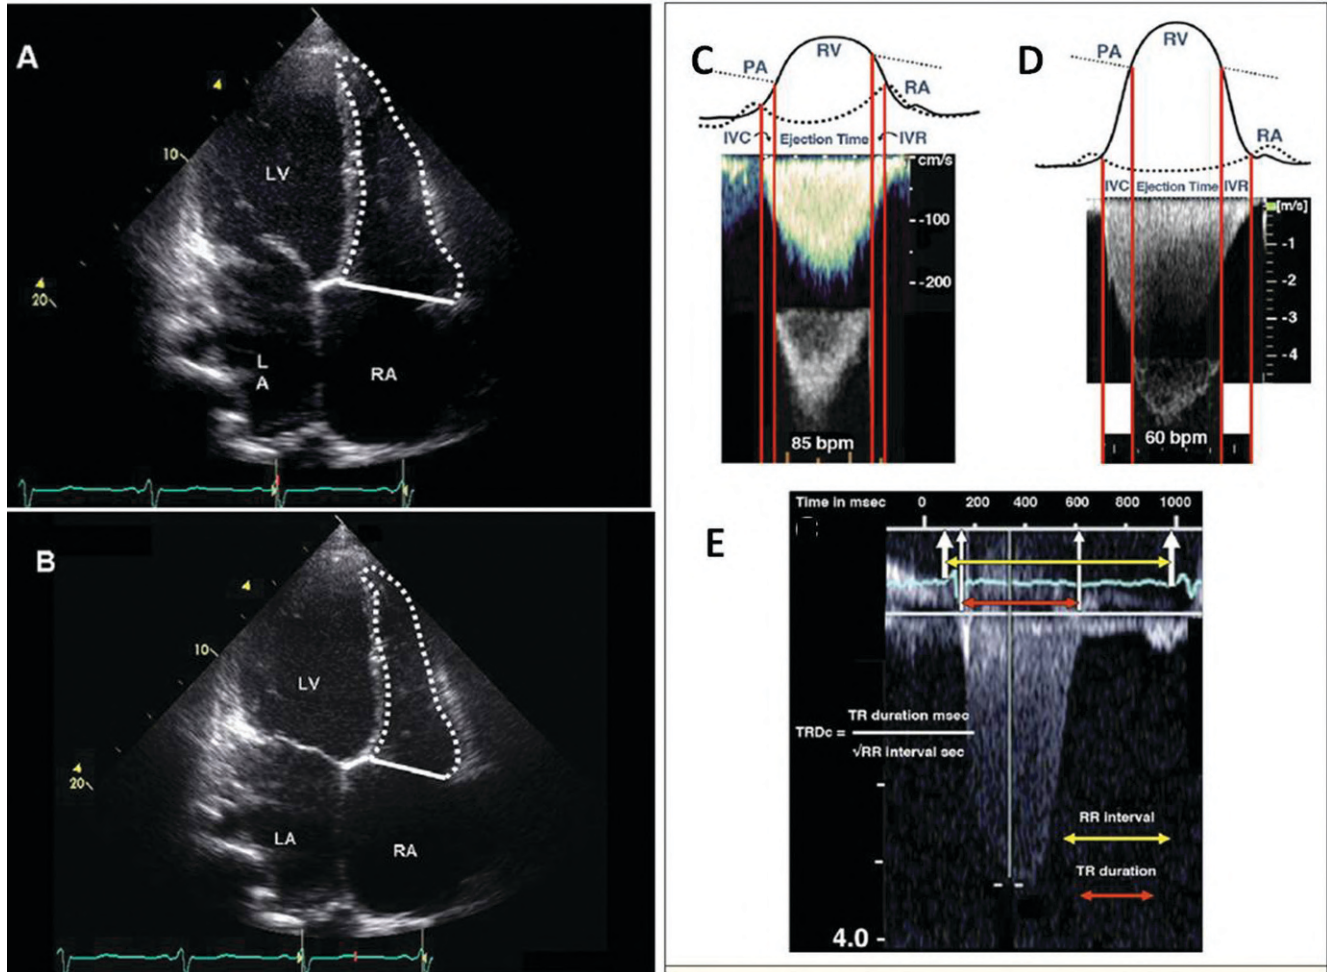 A
10
LV
20
L
A
RA
B
10
LV
20
LA
RA
C
PA
RV
RA
IVC
Ejection Time
IVR
cm/s
-100
-200
85 bpm
D
PA
RV
RA
IVC
Ejection Time
IVR
[m/s]
-1
-2
-3
-4
60 bpm
E
Time in msec 0 200 400 600 800 1000
TRDc =
TR duration msec
√RR interval sec
RR interval
TR duration
4.0 -